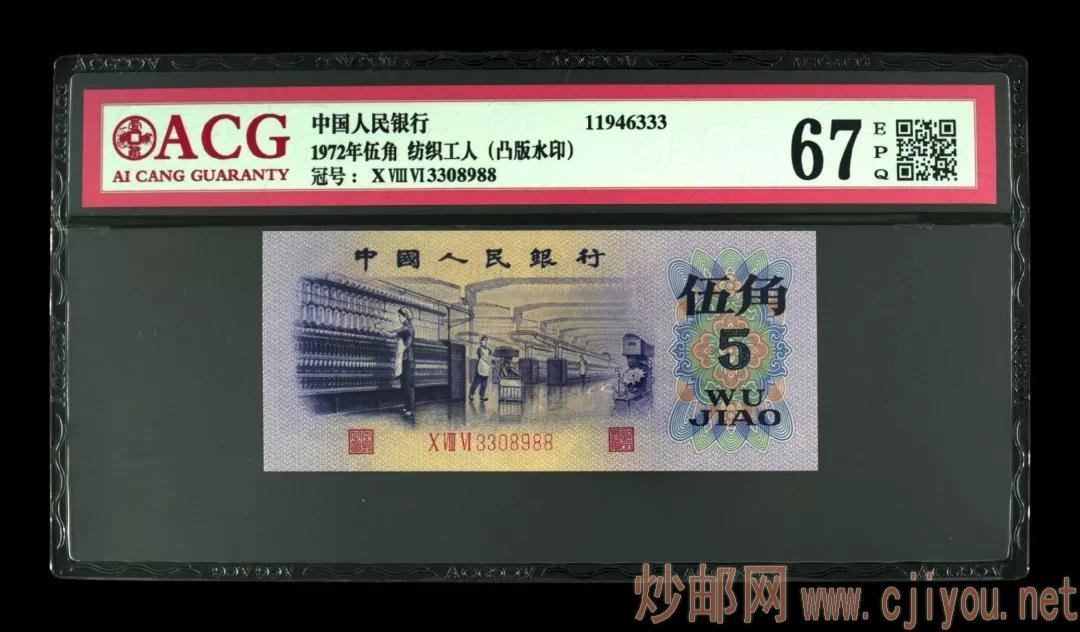 ACG
AI CANG GUARANTY
中国人民银行 11946333
1972年伍角 纺织工人（凸版水印）
冠号： XⅧⅥ3308988
67
EPQ
中國人民銀行
伍角
5
WU
JIAO
XⅧⅥ3308988
炒邮网 www.cjiyou.net